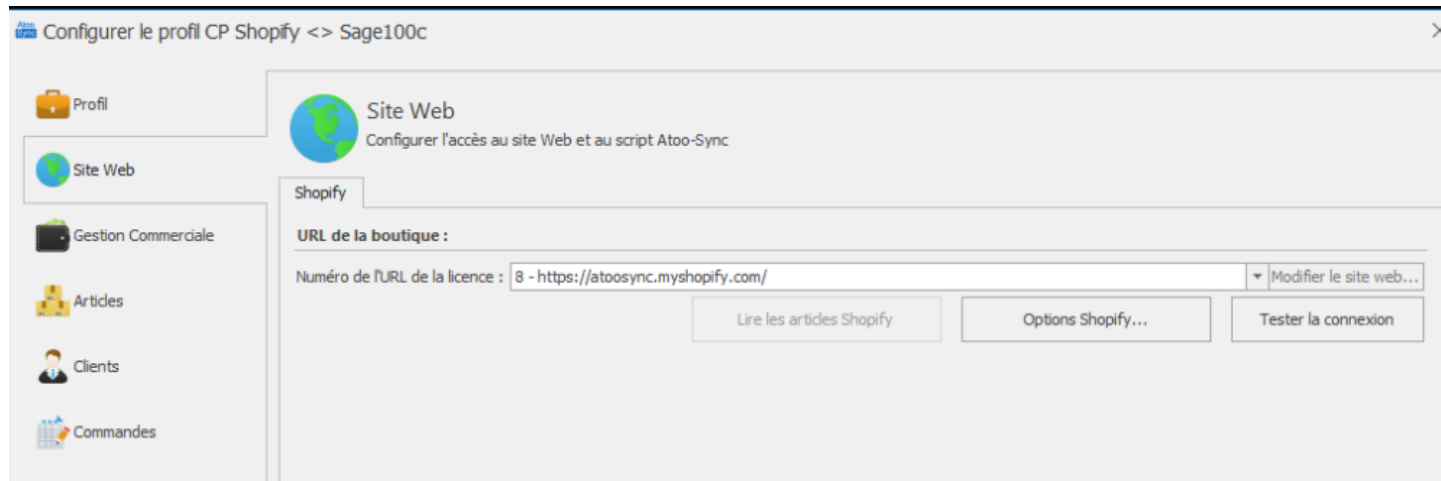 Atoo
Sync
Configurer le profil CP Shopify <> Sage100c
Profil
Site Web
Gestion Commerciale
Articles
Clients
Commandes
Site Web
Configurer l'accès au site Web et au script Atoo-Sync
Shopify
URL de la boutique :
Numéro de l'URL de la licence : 8 - https://atoosync.myshopify.com/ Modifier le site web...
Lire les articles Shopify Options Shopify... Tester la connexion